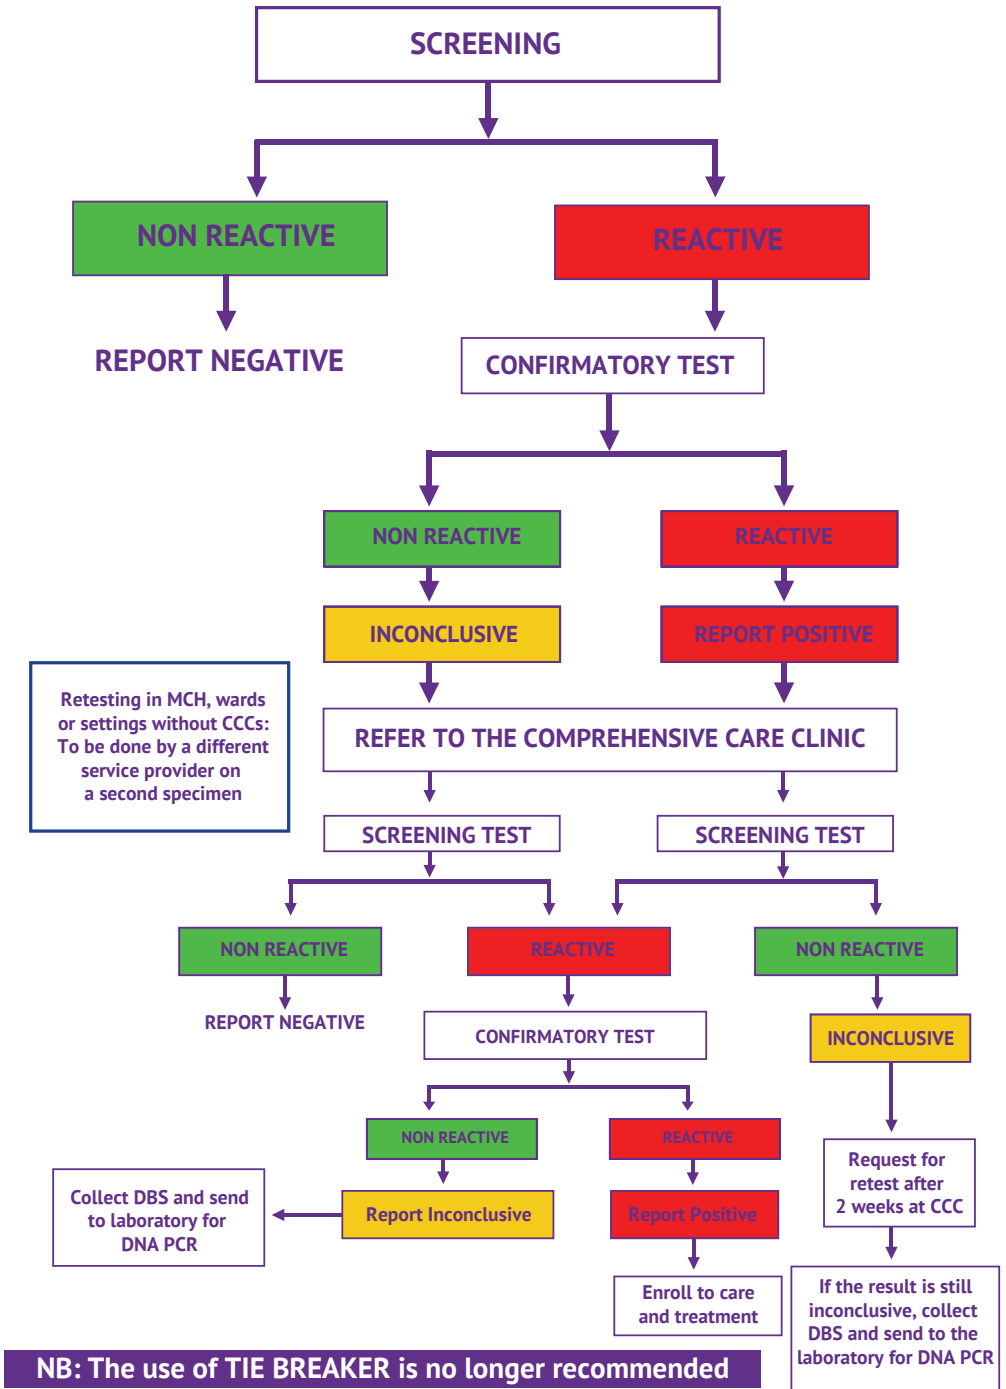 SCREENING
NON REACTIVE
REACTIVE
REPORT NEGATIVE
CONFIRMATORY TEST
NON REACTIVE
REACTIVE
INCONCLUSIVE
REPORT POSITIVE
Retesting in MCH, wards
or settings without CCCs:
To be done by a different
service provider on
a second specimen
REFER TO THE COMPREHENSIVE CARE CLINIC
SCREENING TEST
SCREENING TEST
NON REACTIVE
REACTIVE
NON REACTIVE
REPORT NEGATIVE
CONFIRMATORY TEST
INCONCLUSIVE
NON REACTIVE
REACTIVE
Request for
retest after
2 weeks at CCC
Collect DBS and send
to laboratory for
DNA PCR
Report Inconclusive
Report Positive
Enroll to care
and treatment
If the result is still
inconclusive, collect
DBS and send to the
laboratory for DNA PCR
NB: The use of TIE BREAKER is no longer recommended